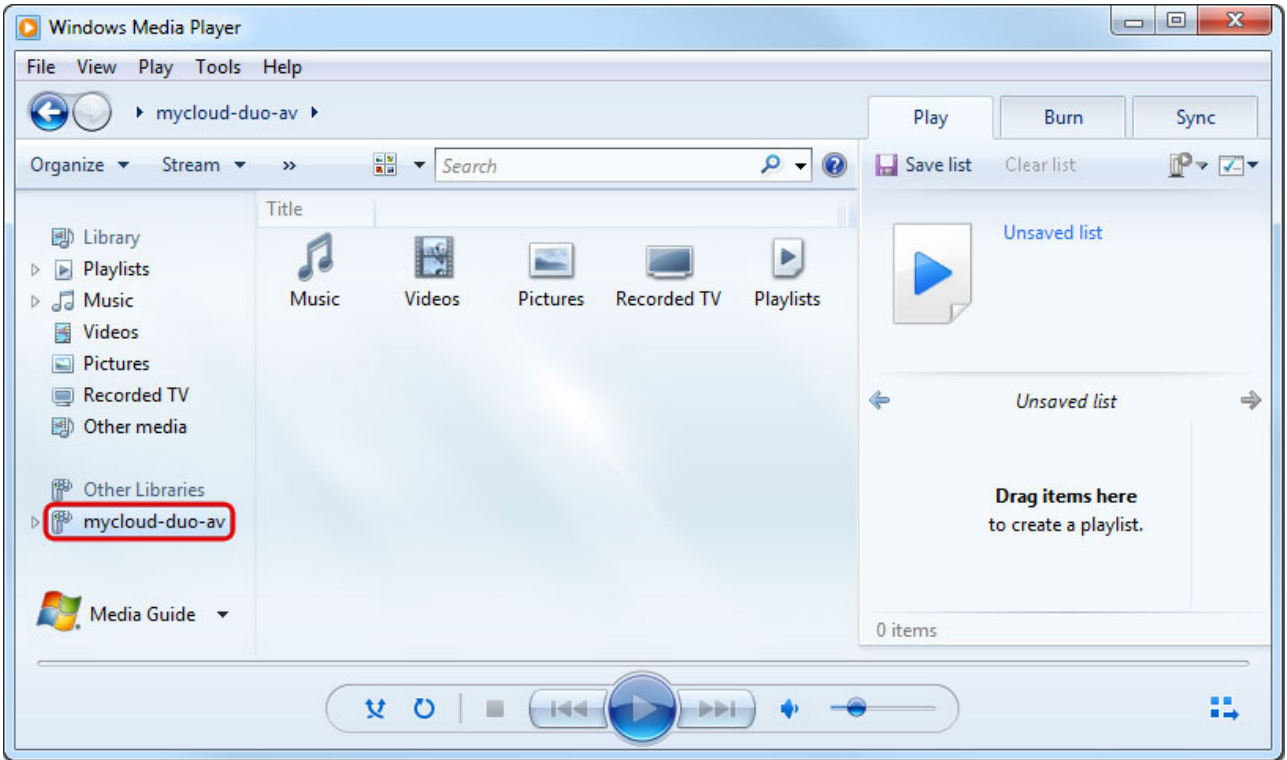 Windows Media Player
File View Play Tools Help
mycloud-duo-av
Play Burn Sync
Organize Stream » Search
Save list Clear list
Title
Library
Playlists
Music
Videos
Pictures
Recorded TV
Other media
Other Libraries
mycloud-duo-av
Media Guide
Music Videos Pictures Recorded TV Playlists
Unsaved list
Unsaved list
Drag items here
to create a playlist.
0 items